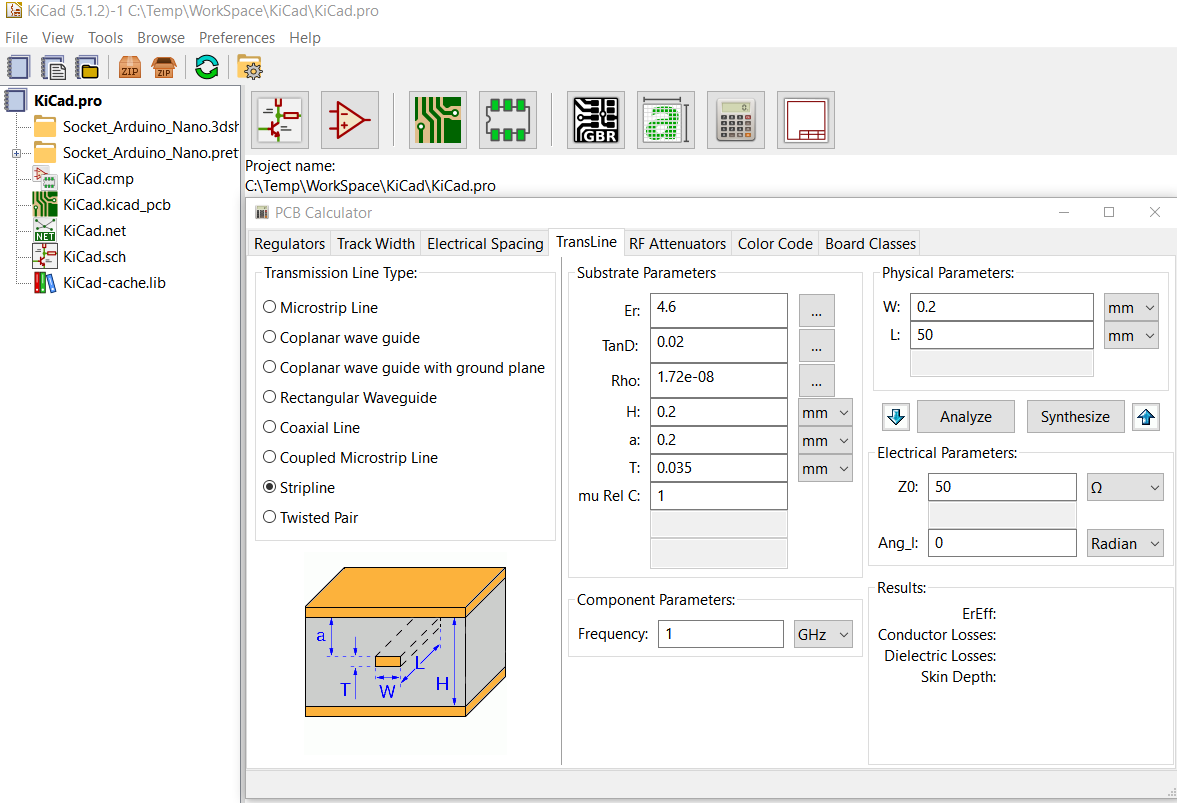 KiCad (5.1.2)-1 C:\Temp\WorkSpace\KiCad\KiCad.pro
File View Tools Browse Preferences Help
ZIP ZIP
GBR
KiCad.pro
Socket_Arduino_Nano.3dsh
Socket_Arduino_Nano.pret
KiCad.cmp
KiCad.kicad_pcb
NET KiCad.net
KiCad.sch
KiCad-cache.lib
Project name:
C:\Temp\WorkSpace\KiCad\KiCad.pro
PCB Calculator
Regulators Track Width Electrical Spacing TransLine RF Attenuators Color Code Board Classes
Transmission Line Type:
Microstrip Line
Coplanar wave guide
Coplanar wave guide with ground plane
Rectangular Waveguide
Coaxial Line
Coupled Microstrip Line
Stripline
Twisted Pair
a
T
W
L
H
Substrate Parameters
Er: 4.6 ...
TanD: 0.02 ...
Rho: 1.72e-08 ...
H: 0.2 mm
a: 0.2 mm
T: 0.035 mm
mu Rel C: 1
Component Parameters:
Frequency: 1 GHz
Physical Parameters:
W: 0.2 mm
L: 50 mm
Analyze Synthesize
Electrical Parameters:
Z0: 50 Ω
Ang_l: 0 Radian
Results:
ErEff:
Conductor Losses:
Dielectric Losses:
Skin Depth: